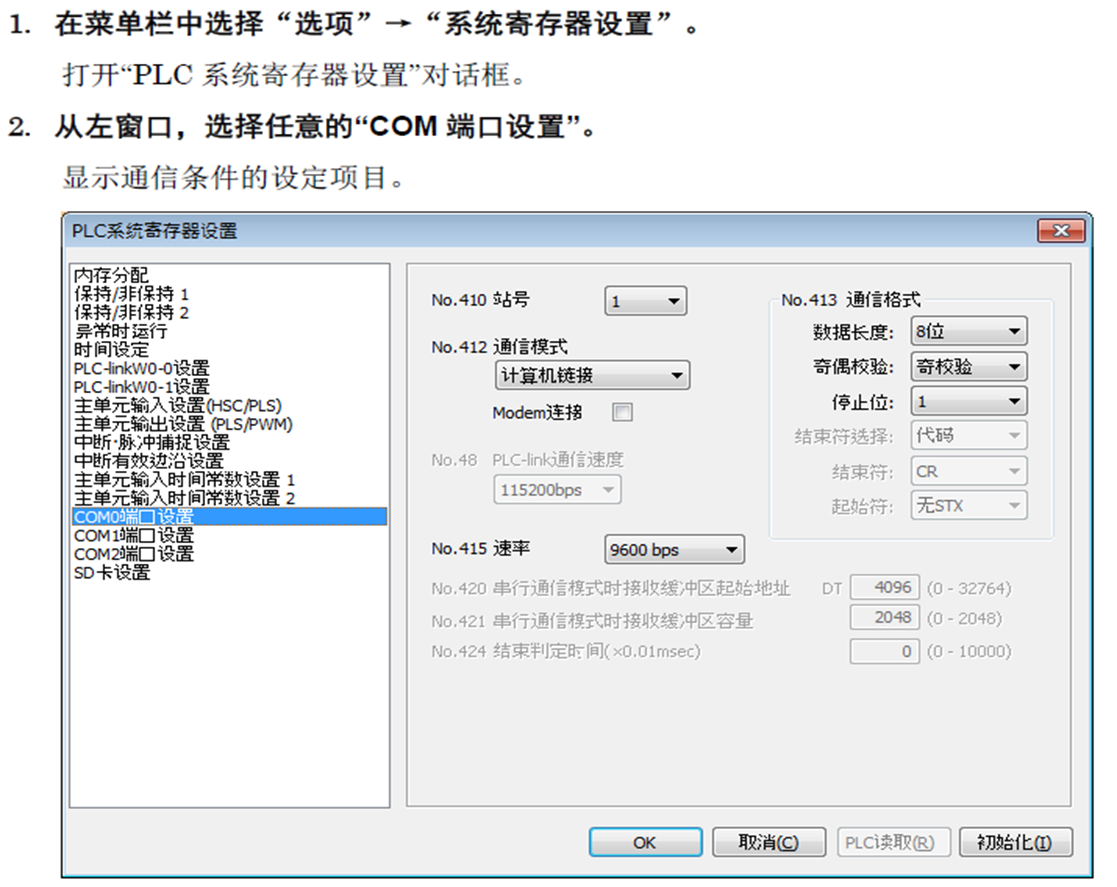 1. 在菜单栏中选择“选项”→“系统寄存器设置”。
打开“PLC 系统寄存器设置”对话框。
2. 从左窗口，选择任意的“COM 端口设置”。
显示通信条件的设定项目。
PLC系统寄存器设置
内存分配
保持/非保持 1
保持/非保持 2
异常时运行
时间设定
PLC-linkW0-0设置
PLC-linkW0-1设置
主单元输入设置(HSC/PLS)
主单元输出设置 (PLS/PWM)
中断·脉冲捕捉设置
中断有效边沿设置
主单元输入时间常数设置 1
主单元输入时间常数设置 2
COM0端口设置
COM1端口设置
COM2端口设置
SD卡设置
No.410 站号 1
No.412 通信模式
计算机链接
Modem连接
No.48 PLC-link通信速度
115200bps
No.415 速率 9600 bps
No.413 通信格式
数据长度: 8位
奇偶校验: 奇校验
停止位: 1
结束符选择: 代码
结束符: CR
起始符: 无STX
No.420 串行通信模式时接收缓冲区起始地址 DT 4096 (0 - 32764)
No.421 串行通信模式时接收缓冲区容量 2048 (0 - 2048)
No.424 结束判定时间(×0.01msec) 0 (0 - 10000)
OK 取消(C) PLC读取(R) 初始化(I)